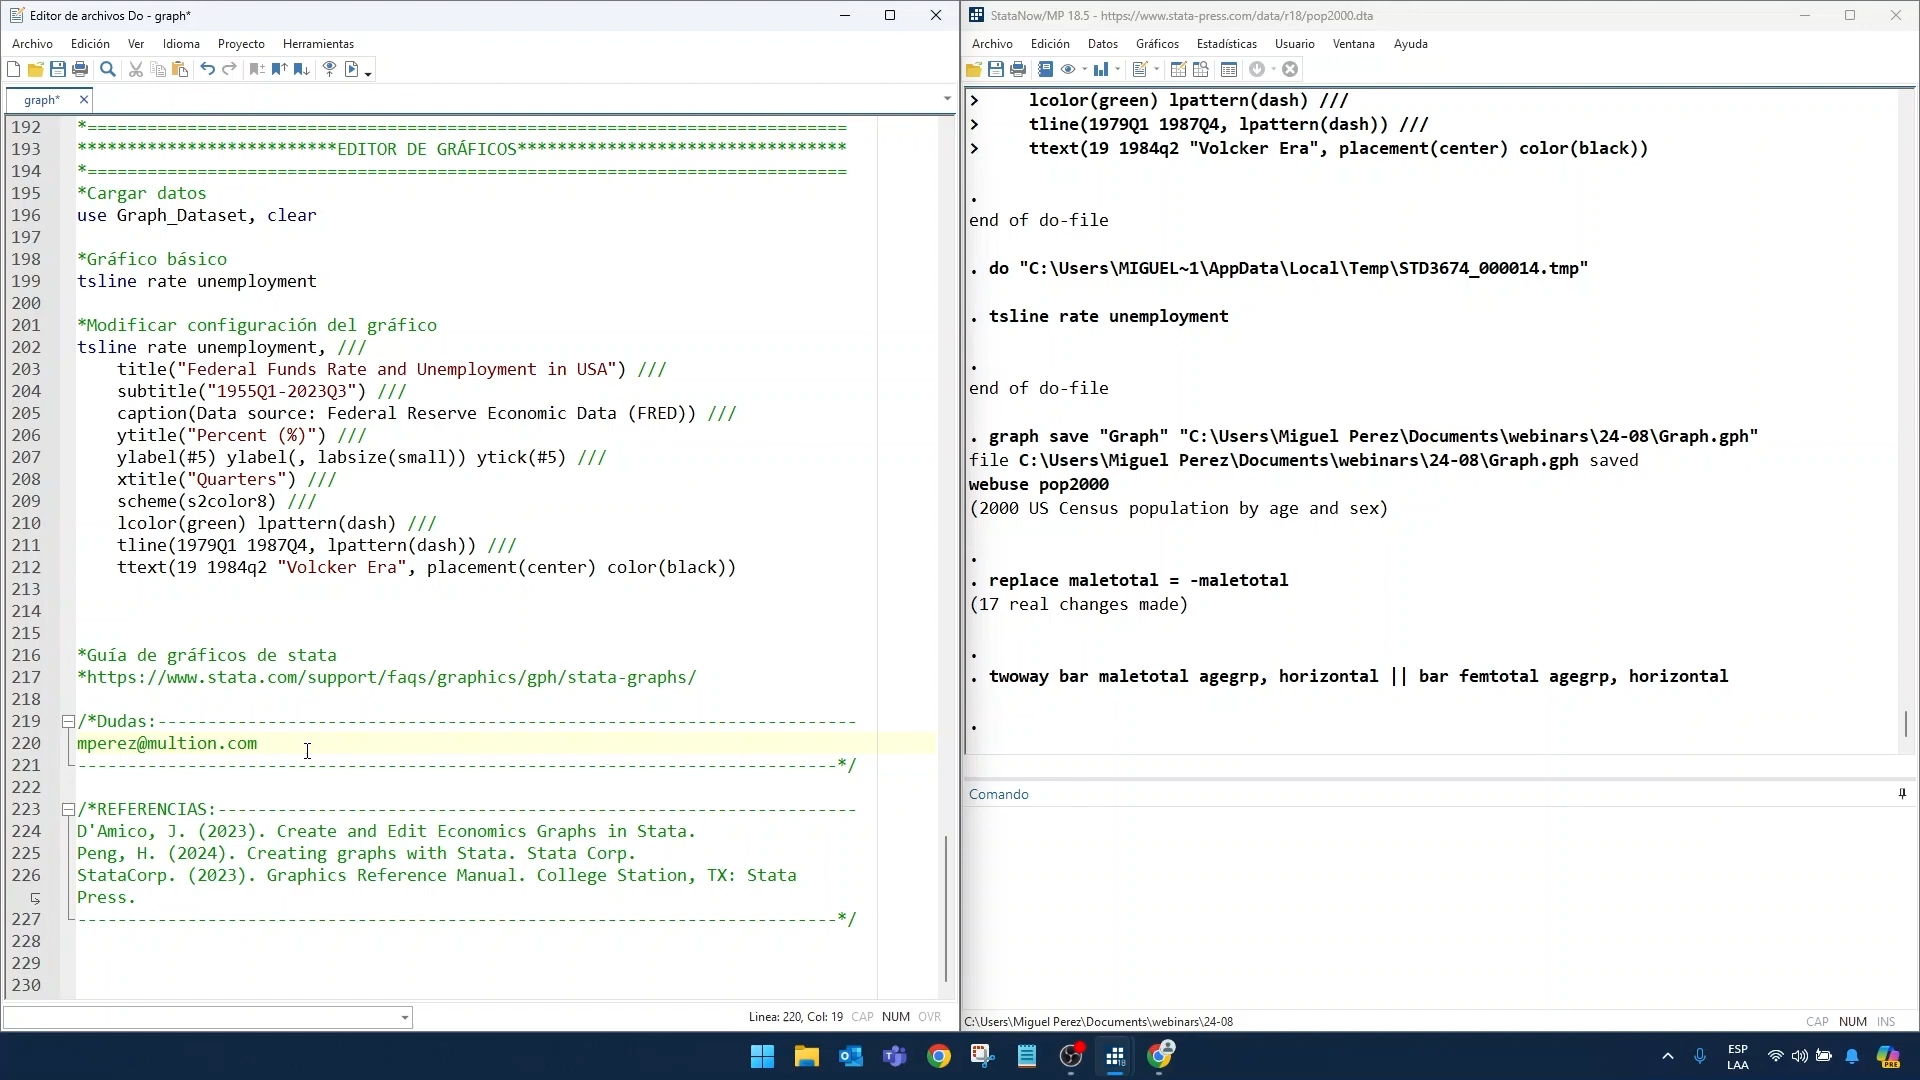 Editor de archivos Do - graph*
Archivo Edición Ver Idioma Proyecto Herramientas
graph*
192 *============================================================================
193 **************************EDITOR DE GRÁFICOS*********************************
194 *============================================================================
195 *Cargar datos
196 use Graph_Dataset, clear
197
198 *Gráfico básico
199 tsline rate unemployment
200
201 *Modificar configuración del gráfico
202 tsline rate unemployment, ///
203 title("Federal Funds Rate and Unemployment in USA") ///
204 subtitle("1955Q1-2023Q3") ///
205 caption(Data source: Federal Reserve Economic Data (FRED)) ///
206 ytitle("Percent (%)") ///
207 ylabel(#5) ylabel(, labsize(small)) ytick(#5) ///
208 xtitle("Quarters") ///
209 scheme(s2color8) ///
210 lcolor(green) lpattern(dash) ///
211 tline(1979Q1 1987Q4, lpattern(dash)) ///
212 ttext(19 1984q2 "Volcker Era", placement(center) color(black))
213
214
215
216 *Guía de gráficos de stata
217 *https://www.stata.com/support/faqs/graphics/gph/stata-graphs/
218
219 /*Dudas:----------------------------------------------------------------------
220 mperez@multion.com
221 ----------------------------------------------------------------------------*/
222
223 /*REFERENCIAS:----------------------------------------------------------------
224 D'Amico, J. (2023). Create and Edit Economics Graphs in Stata.
225 Peng, H. (2024). Creating graphs with Stata. Stata Corp.
226 StataCorp. (2023). Graphics Reference Manual. College Station, TX: Stata
Press.
227 ----------------------------------------------------------------------------*/
228
229
230
Linea: 220, Col: 19 CAP NUM OVR
StataNow/MP 18.5 - https://www.stata-press.com/data/r18/pop2000.dta
Archivo Edición Datos Gráficos Estadísticas Usuario Ventana Ayuda
> lcolor(green) lpattern(dash) ///
> tline(1979Q1 1987Q4, lpattern(dash)) ///
> ttext(19 1984q2 "Volcker Era", placement(center) color(black))
.
end of do-file
. do "C:\Users\MIGUEL~1\AppData\Local\Temp\STD3674_000014.tmp"
. tsline rate unemployment
.
end of do-file
. graph save "Graph" "C:\Users\Miguel Perez\Documents\webinars\24-08\Graph.gph"
file C:\Users\Miguel Perez\Documents\webinars\24-08\Graph.gph saved
webuse pop2000
(2000 US Census population by age and sex)
.
. replace maletotal = -maletotal
(17 real changes made)
.
. twoway bar maletotal agegrp, horizontal || bar femtotal agegrp, horizontal
.
Comando
C:\Users\Miguel Perez\Documents\webinars\24-08
CAP NUM INS
18
ESP
LAA
PRE